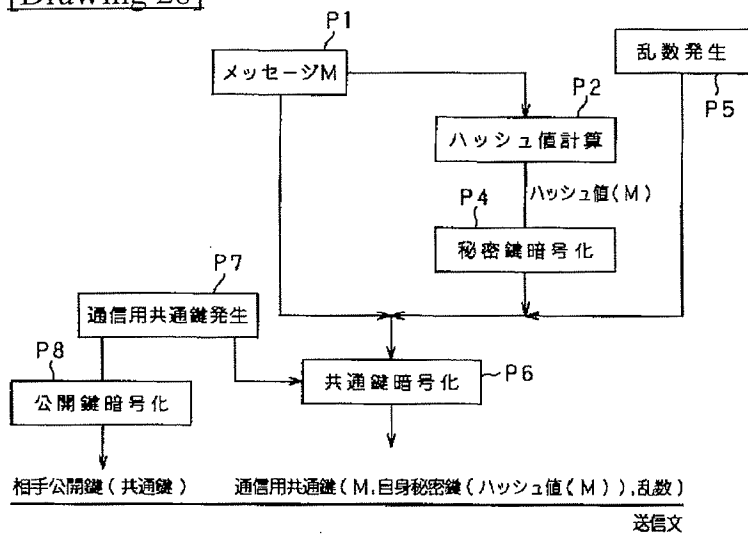 [Drawing 20]
P1
メッセージM
乱数発生
P5
P2
ハッシュ値計算
ハッシュ値(M)
P4
秘密鍵暗号化
P7
通信用共通鍵発生
P8
公開鍵暗号化
共通鍵暗号化
P6
相手公開鍵(共通鍵) 通信用共通鍵(M,自身秘密鍵(ハッシュ値(M)),乱数)
送信文